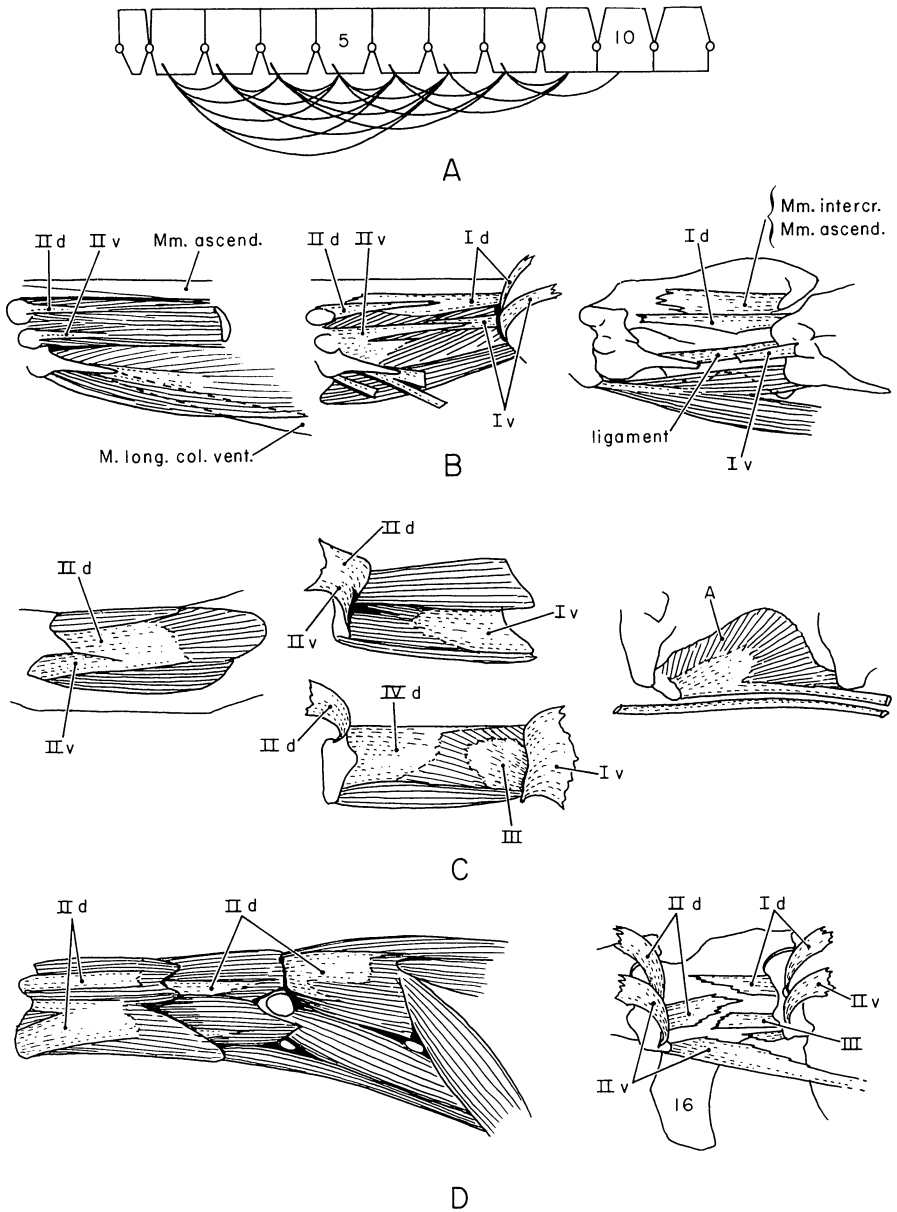 5
10
A
Mm. intercr.
Mm. ascend.
II d
II v
Mm. ascend.
II d
II v
I d
I d
M. long. col. vent.
I v
ligament
I v
B
II d
II d
III d
II v
I v
A
II v
II d
IV d
I v
III
C
II d
II d
II d
I d
II v
III
II v
16
D